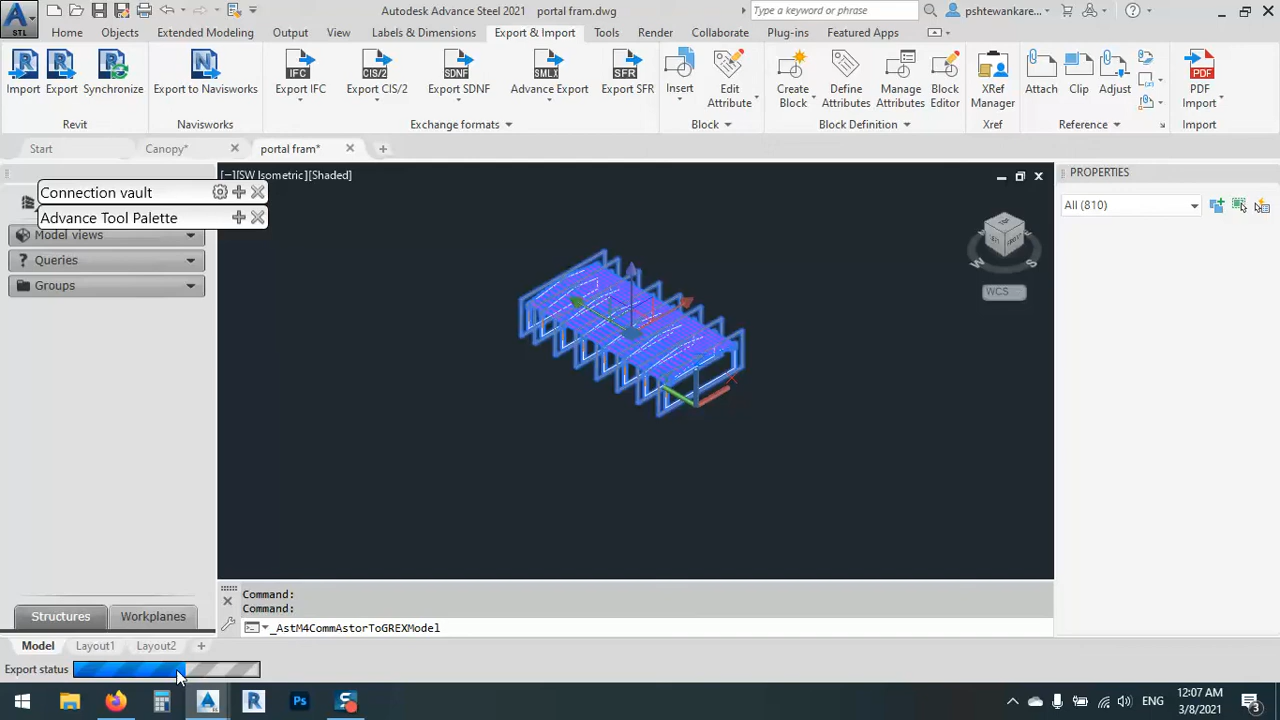 Autodesk Advance Steel 2021 portal fram.dwg
Type a keyword or phrase
pshtewankare...
STL
Home Objects Extended Modeling Output View Labels & Dimensions Export & Import Tools Render Collaborate Plug-ins Featured Apps
IFC CIS/2 SDNF SMLX SFR PDF
Import Export Synchronize Export to Navisworks Export IFC Export CIS/2 Export SDNF Advance Export Export SFR Insert Edit Attribute Create Block Define Attributes Manage Attributes Block Editor XRef Manager Attach Clip Adjust PDF Import
Revit Navisworks Exchange formats Block Block Definition Xref Reference Import
Start Canopy* portal fram*
[−][SW Isometric][Shaded]
PROPERTIES
Connection vault
All (810)
Advance Tool Palette
Model views
Queries
Groups
W S
WCS
Command:
Command:
_AstM4CommAstorToGREXModel
Structures Workplanes
Model Layout1 Layout2
Export status
12:07 AM
ENG
3/8/2021
3